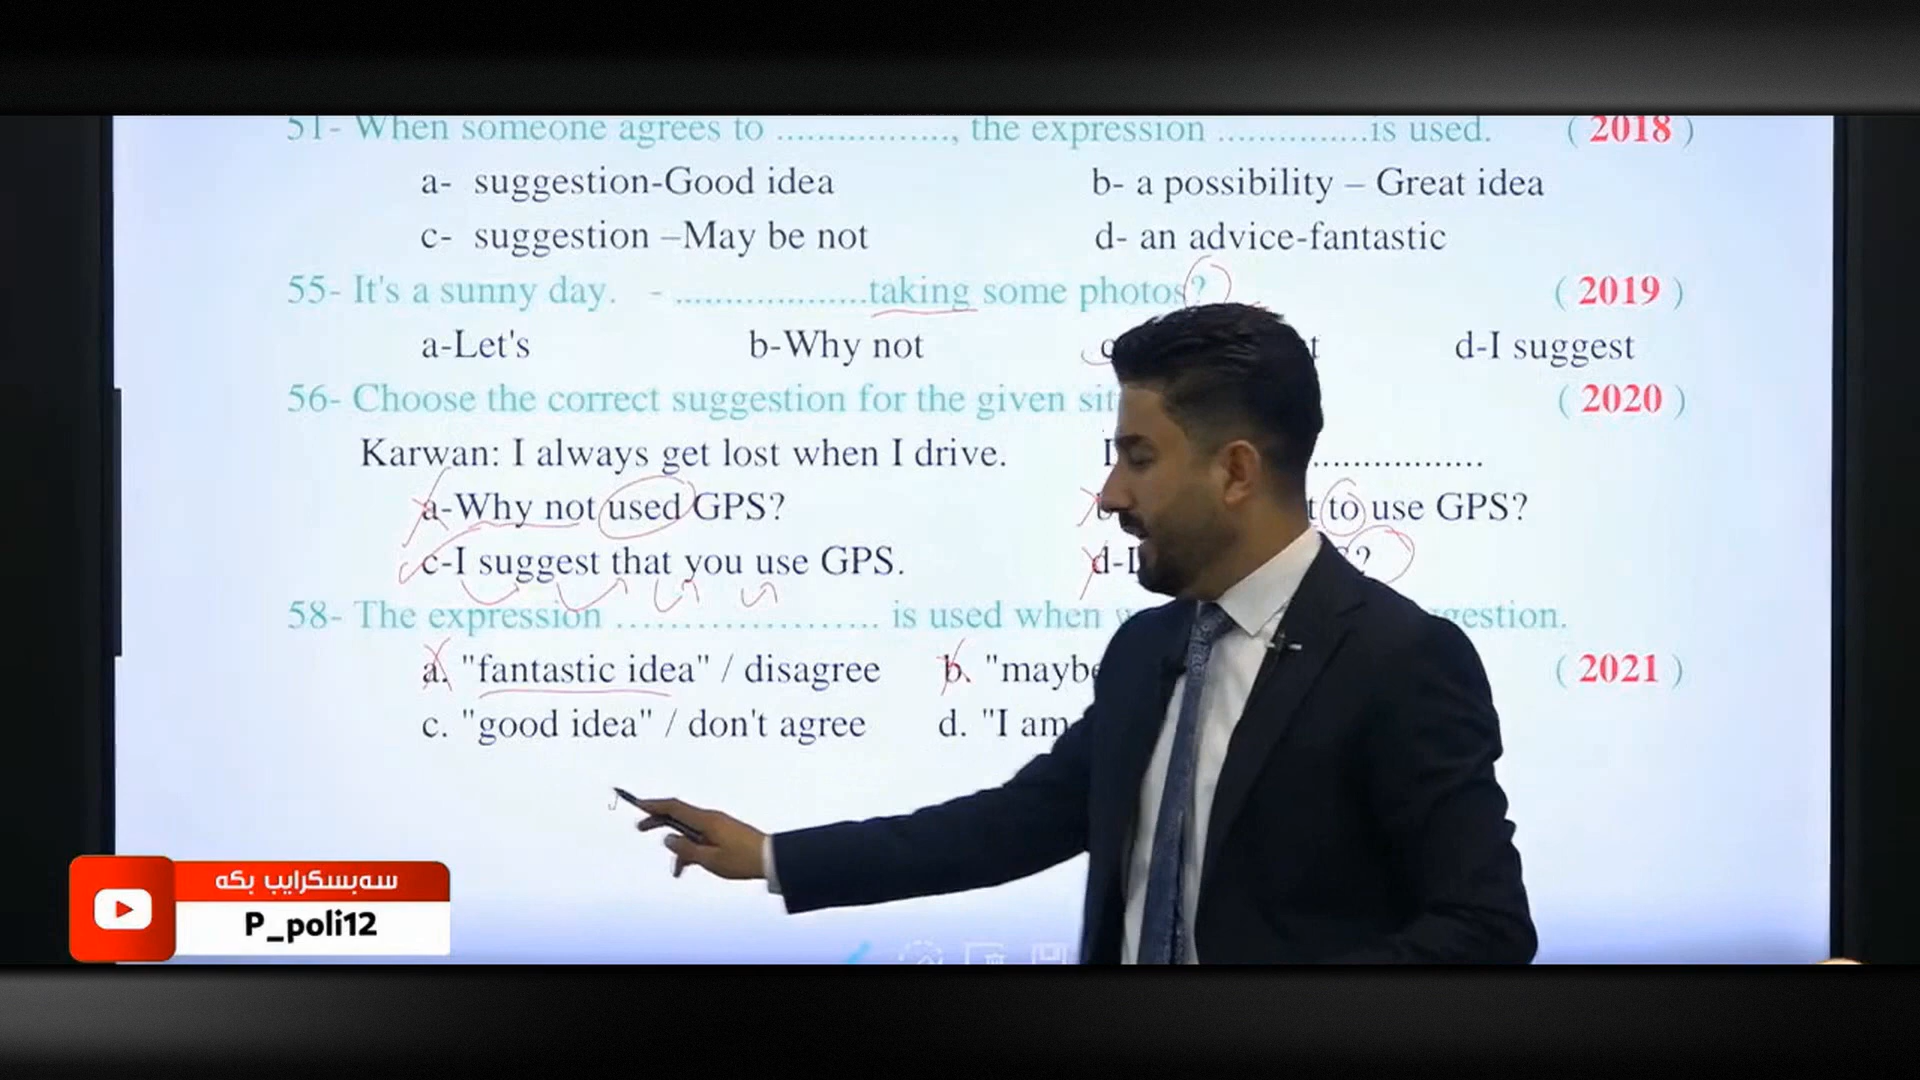 51- When someone agrees to ................., the expression ...............is used. ( 2018 )
a- suggestion-Good idea b- a possibility – Great idea
c- suggestion –May be not d- an advice-fantastic
55- It's a sunny day. - ...................taking some photos? ( 2019 )
a-Let's b-Why not d-I suggest
56- Choose the correct suggestion for the given ( 2020 )
Karwan: I always get lost when I drive. .................
a-Why not used GPS? to use GPS?
c-I suggest that you use GPS. d- ?
58- The expression .................... is used when
a. "fantastic idea" / disagree b. "maybe ( 2021 )
c. "good idea" / don't agree d. "I am
سەبسکرایب بکە
P_poli12